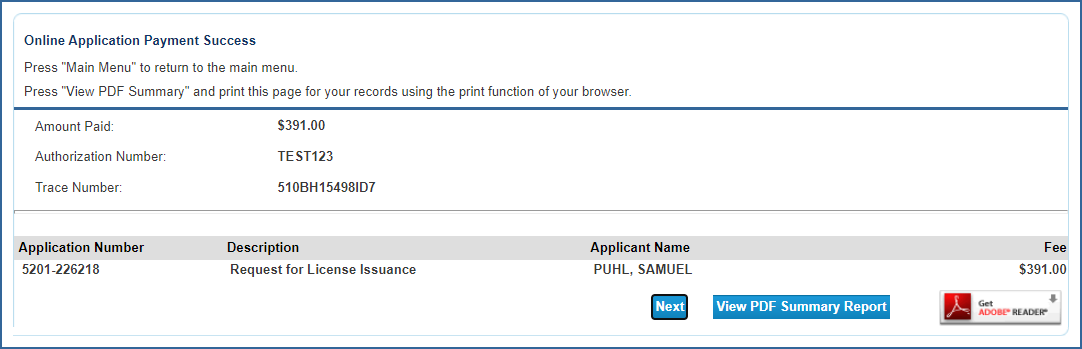 Online Application Payment Success
Press "Main Menu" to return to the main menu.
Press "View PDF Summary" and print this page for your records using the print function of your browser.
Amount Paid: $391.00
Authorization Number: TEST123
Trace Number: 510BH15498ID7
Application Number Description Applicant Name Fee
5201-226218 Request for License Issuance PUHL, SAMUEL $391.00
Next View PDF Summary Report Get
ADOBE® READER®